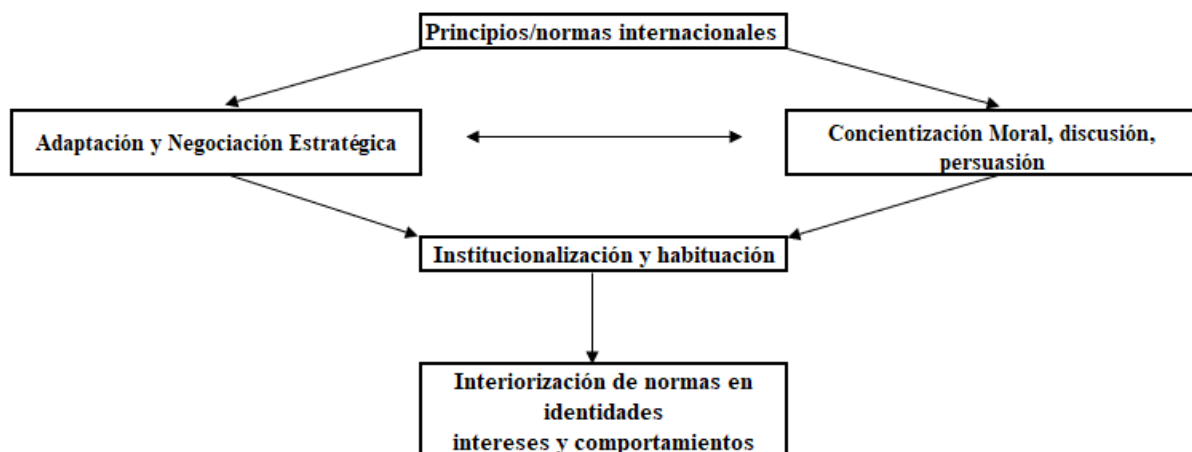 Principios/normas internacionales
Adaptación y Negociación Estratégica
Concientización Moral, discusión,
persuasión
Institucionalización y habituación
Interiorización de normas en
identidades
intereses y comportamientos